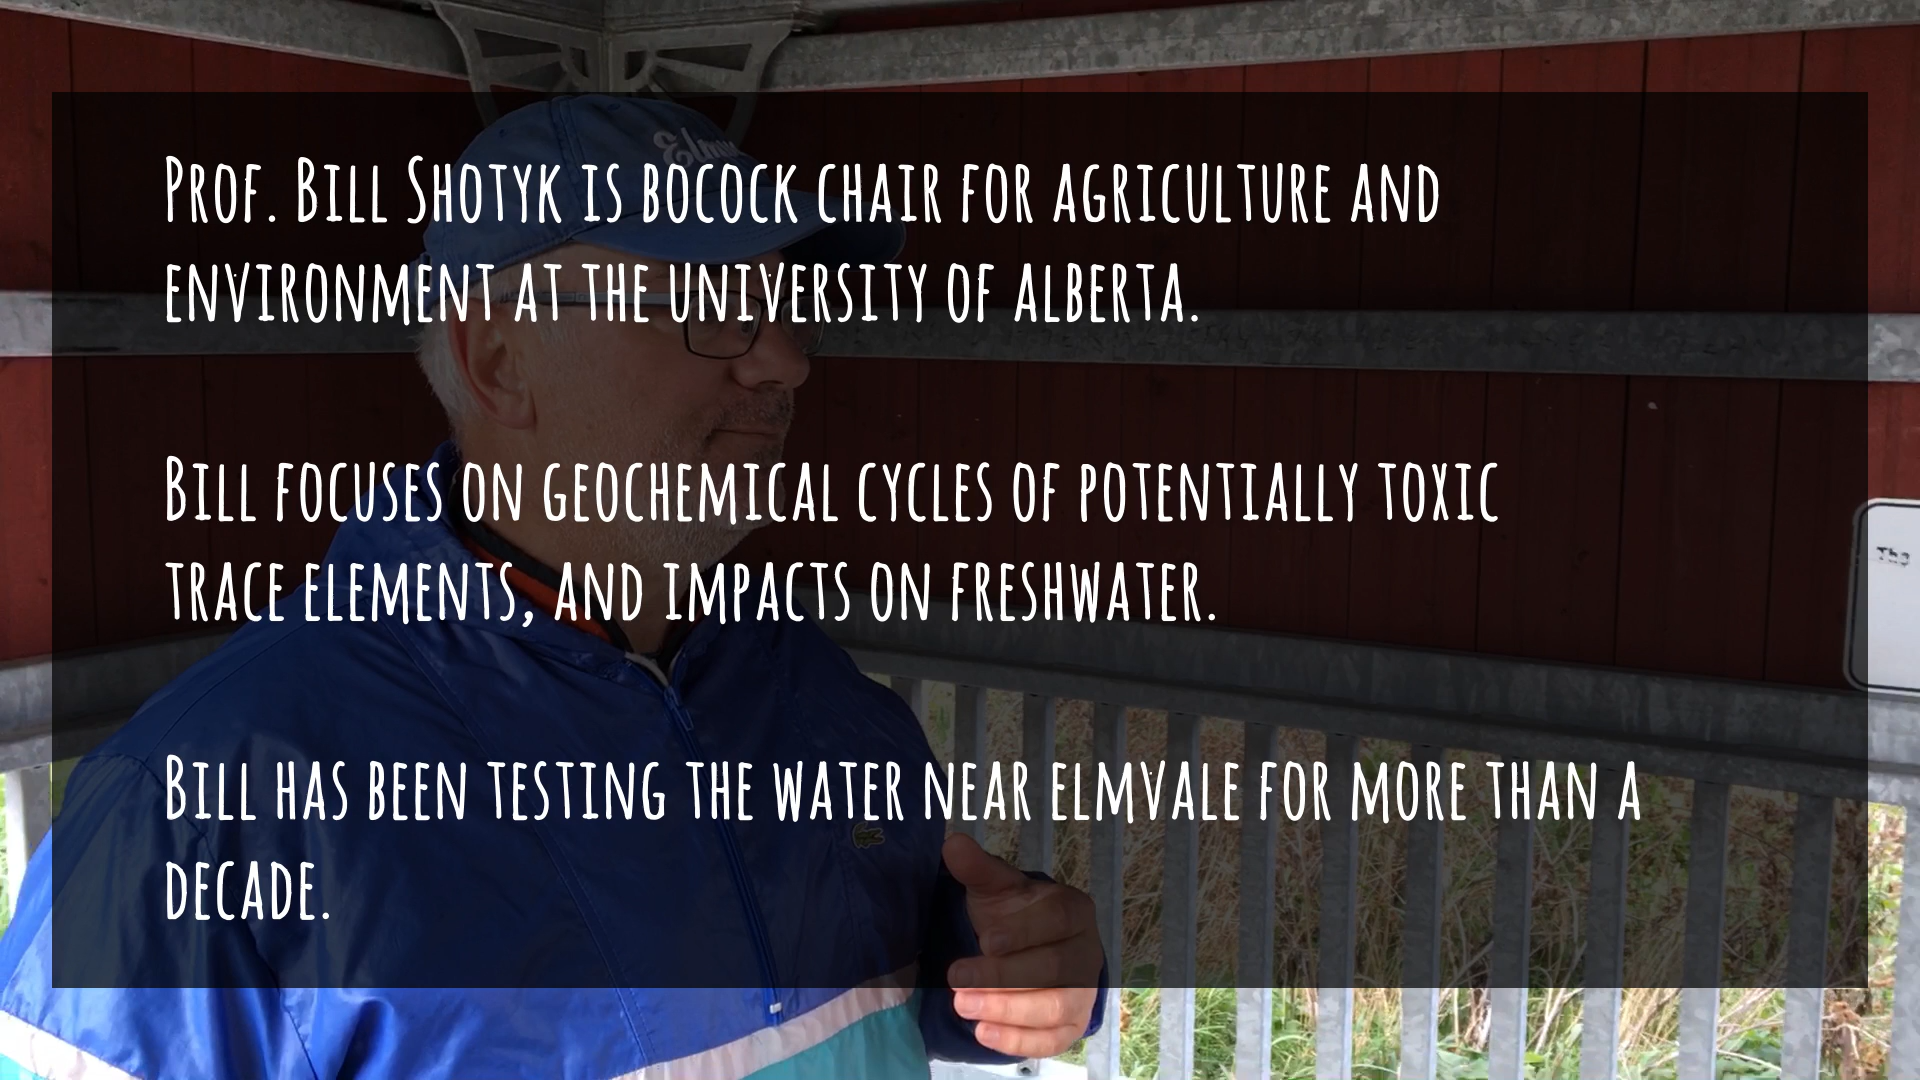 Prof. Bill Shotyk is bocock chair for agriculture and
environment at the university of alberta.
Bill focuses on geochemical cycles of potentially toxic
trace elements, and impacts on freshwater.
Bill has been testing the water near elmvale for more than a
decade.
The